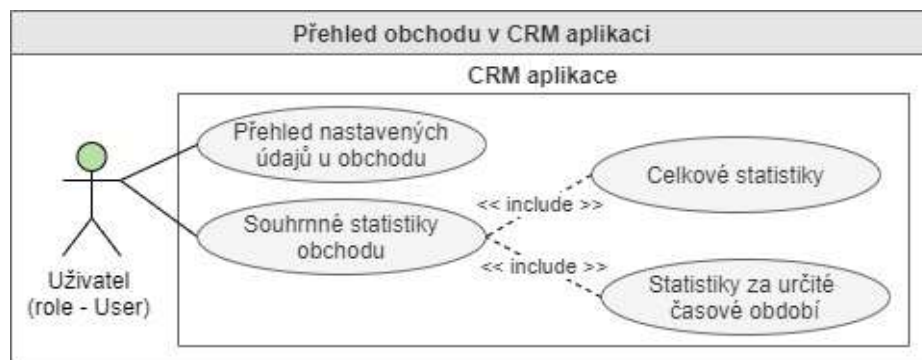 Přehled obchodu v CRM aplikaci
CRM aplikace
Přehled nastavených
údajů u obchodu
Celkové statistiky
<< include >>
Souhrnné statistiky
obchodu
<< include >>
Statistiky za určité
časové období
Uživatel
(role - User)